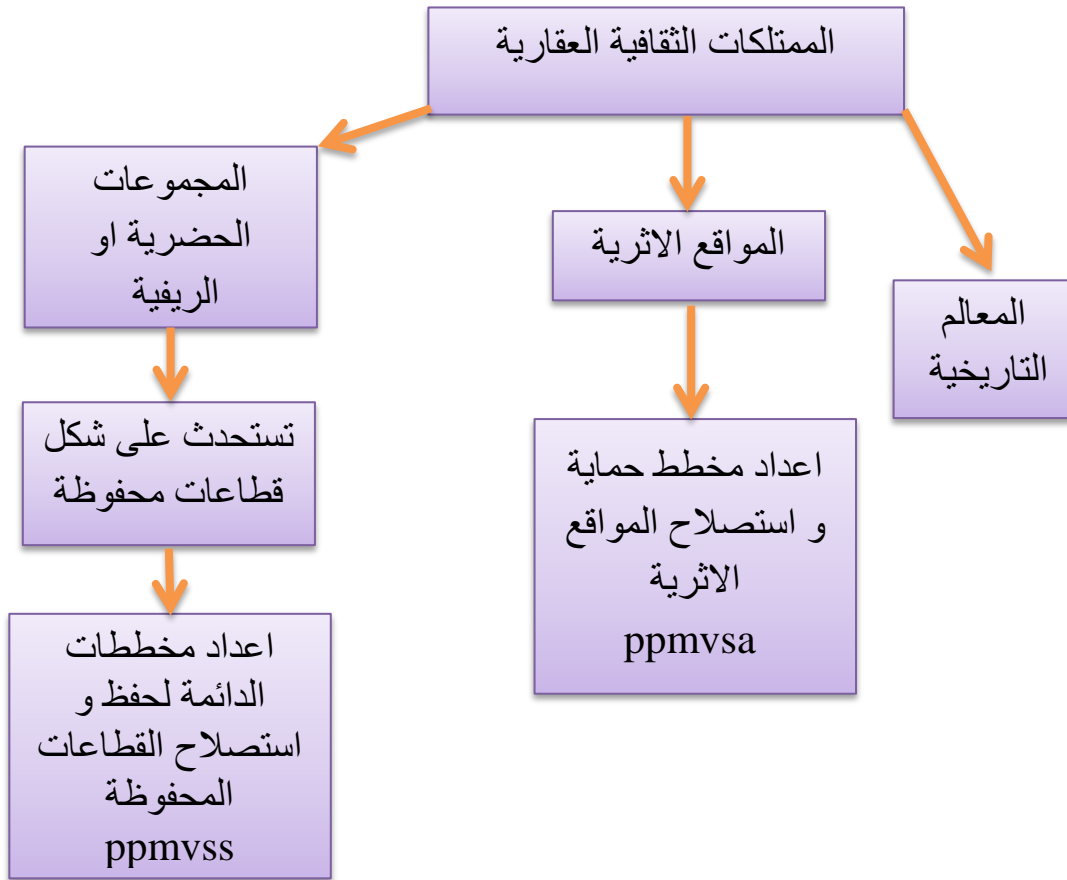 الممتلكات الثقافية العقارية
المعالم
التاريخية
المواقع الاثرية
اعداد مخطط حماية
و استصلاح المواقع
الاثرية
ppmvsa
المجموعات
الحضرية او
الريفية
تستحدث على شكل
قطاعات محفوظة
اعداد مخططات
الدائمة لحفظ و
استصلاح القطاعات
المحفوظة
ppmvss